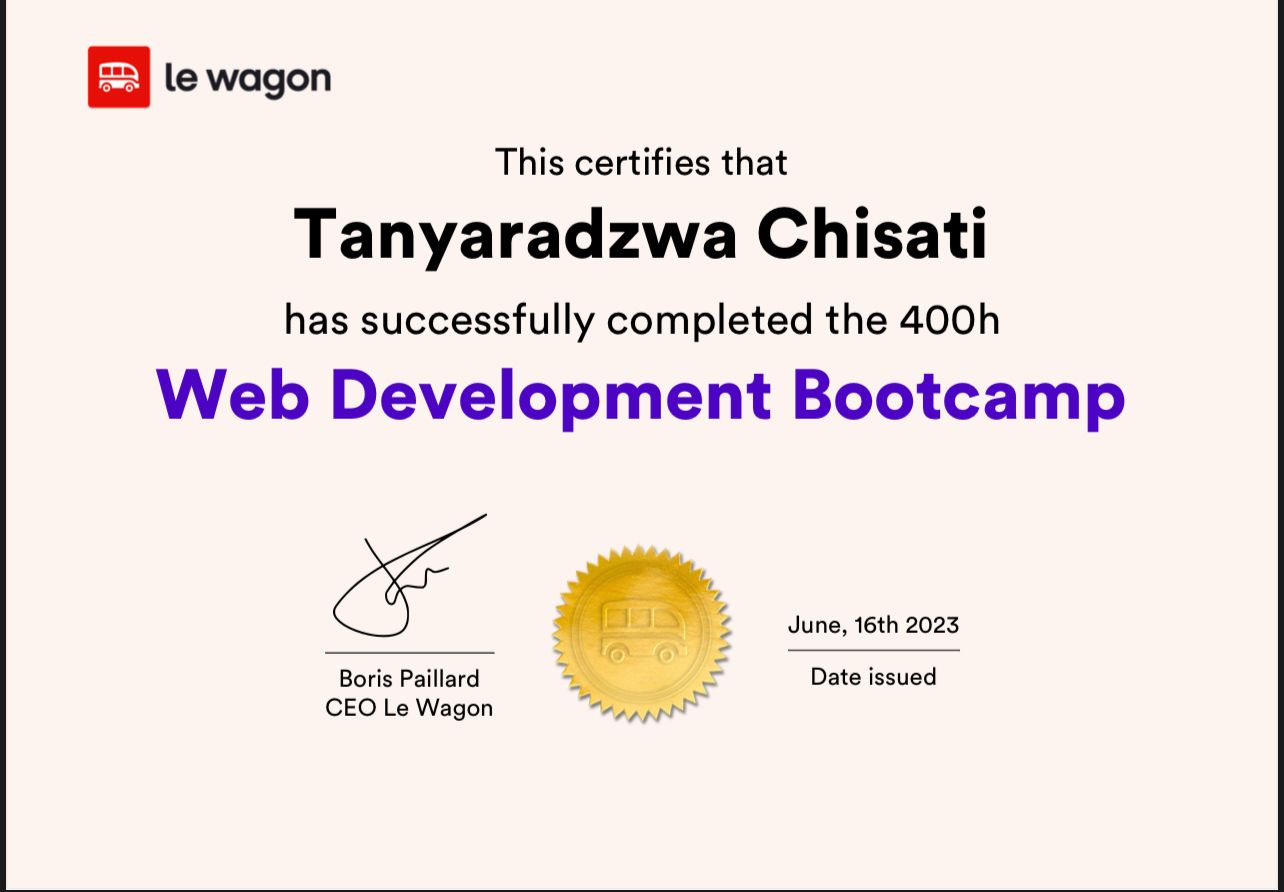 le wagon
This certifies that
Tanyaradzwa Chisati
has successfully completed the 400h
Web Development Bootcamp
June, 16th 2023
Boris Paillard
Date issued
CEO Le Wagon